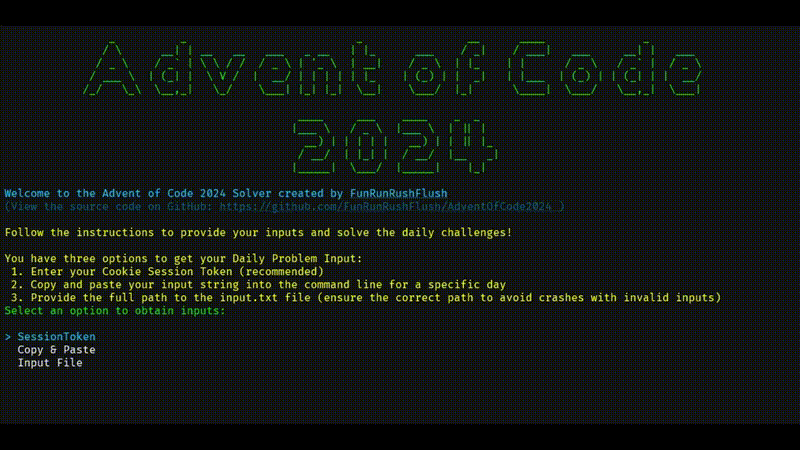 Advent of Code
2024
Welcome to the Advent of Code 2024 Solver created by FunRunRushFlush
(View the source code on GitHub: https://github.com/FunRunRushFlush/AdventOfCode2024 )
Follow the instructions to provide your inputs and solve the daily challenges!
You have three options to get your Daily Problem Input:
1. Enter your Cookie Session Token (recommended)
2. Copy and paste your input string into the command line for a specific day
3. Provide the full path to the input.txt file (ensure the correct path to avoid crashes with invalid inputs)
Select an option to obtain inputs:
> SessionToken
Copy & Paste
Input File